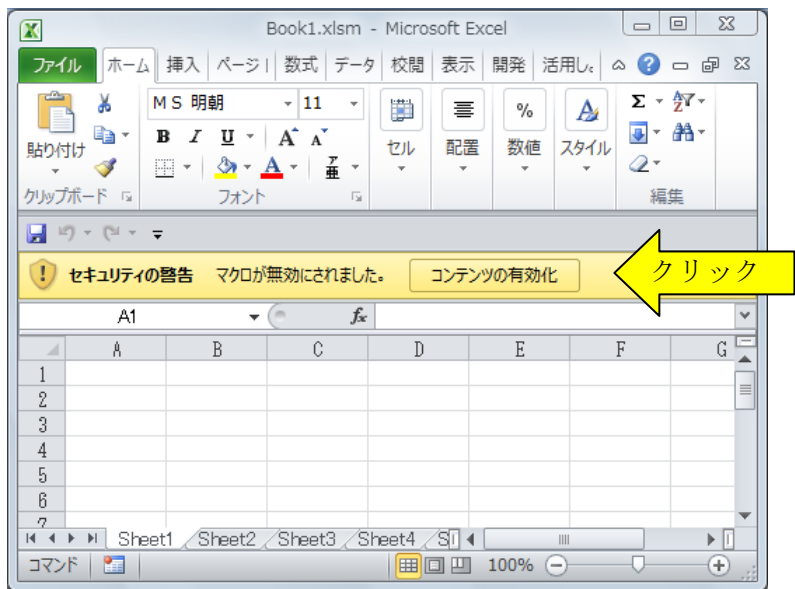 Book1.xlsm - Microsoft Excel
ファイル ホーム 挿入 ページ 数式 データ 校閲 表示 開発 活用し
ＭＳ 明朝 11
B I U A A
貼り付け セル 配置 % 数値 A スタイル Σ
クリップボード フォント 編集
セキュリティの警告 マクロが無効にされました。 コンテンツの有効化 クリック
A1 fx
A B C D E F G
1
2
3
4
5
6
7
Sheet1 Sheet2 Sheet3 Sheet4
コマンド 100%